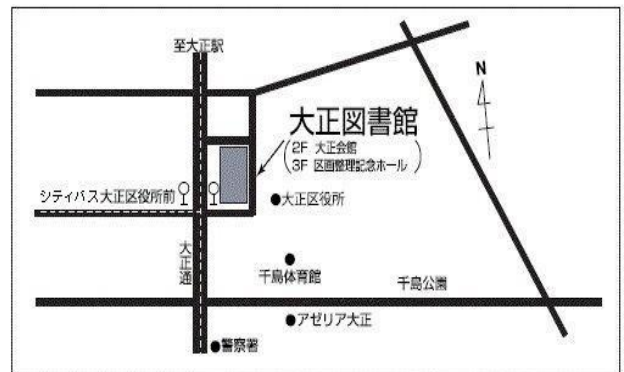 至大正駅
N
大正図書館
(2F 大正会館
3F 区画整理記念ホール)
シティバス大正区役所前
●大正区役所
大正通
千島体育館
千島公園
●アゼリア大正
●警察署